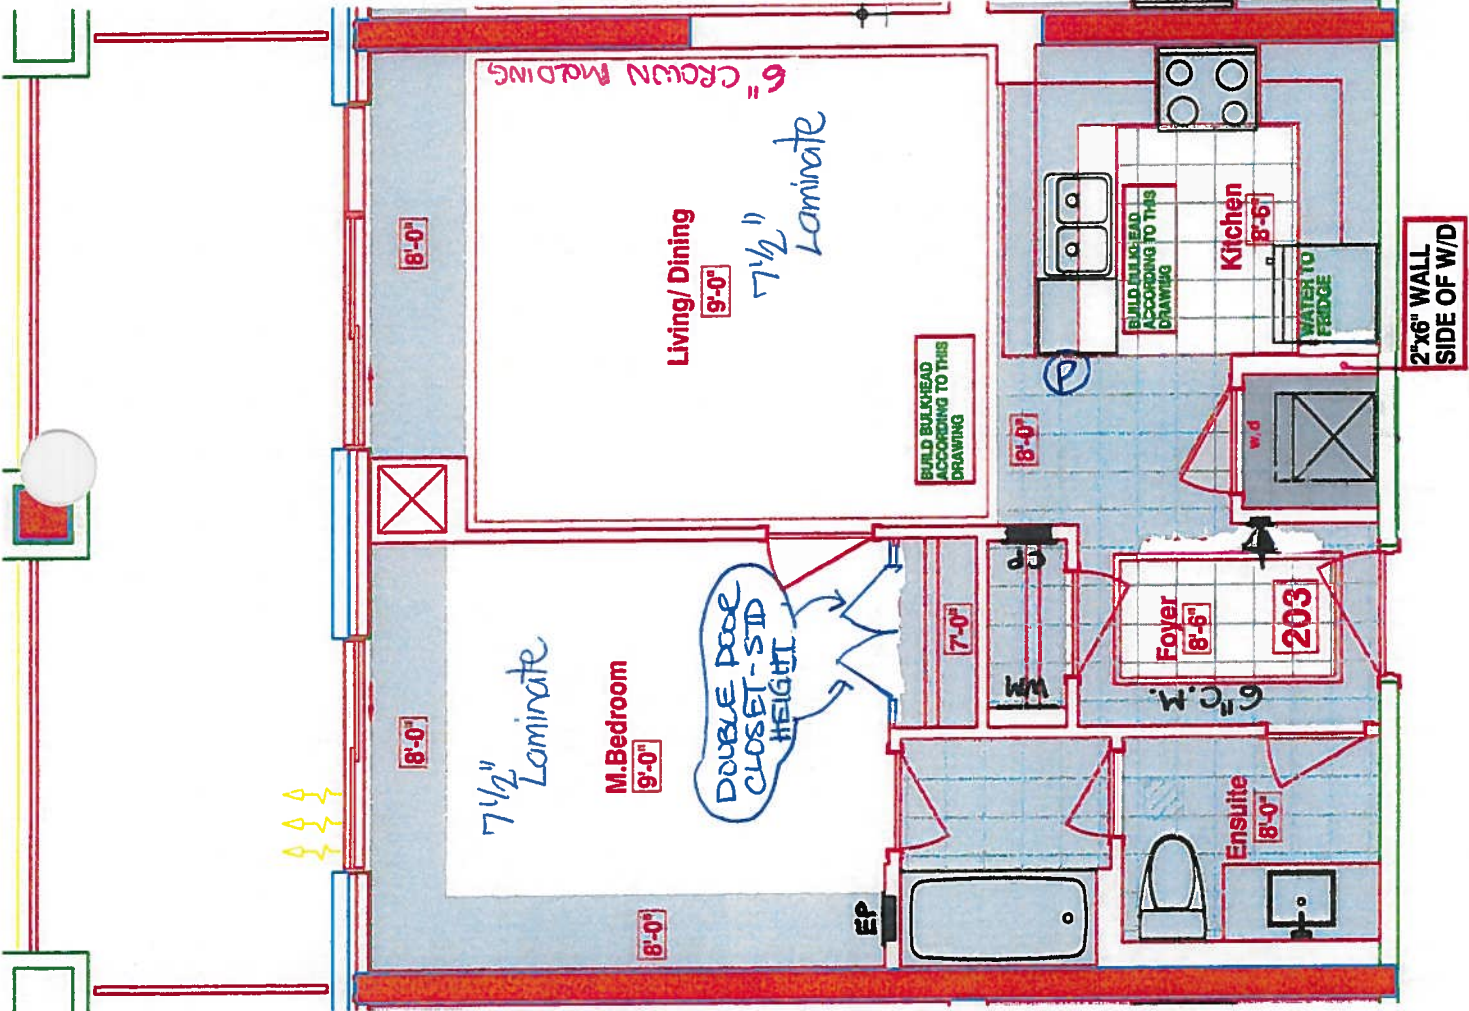 6" CROWN MOLDING
7 1/2"
Laminate
Living/ Dining
9'-0"
8'-0"
BUILD BULKHEAD
ACCORDING TO THIS
DRAWING
Kitchen
8'-6"
BUILD BULKHEAD
ACCORDING TO THIS
DRAWING
WATER TO
FRIDGE
2"x6" WALL
SIDE OF W/D
P
8'-0"
w,d
CP
WM
7'-0"
Foyer
8'-6"
203
6" C.M.
DOUBLE DOOR
CLOSET - STD
HEIGHT
M.Bedroom
9'-0"
7 1/2"
Laminate
8'-0"
8'-0"
EP
Ensuite
8'-0"